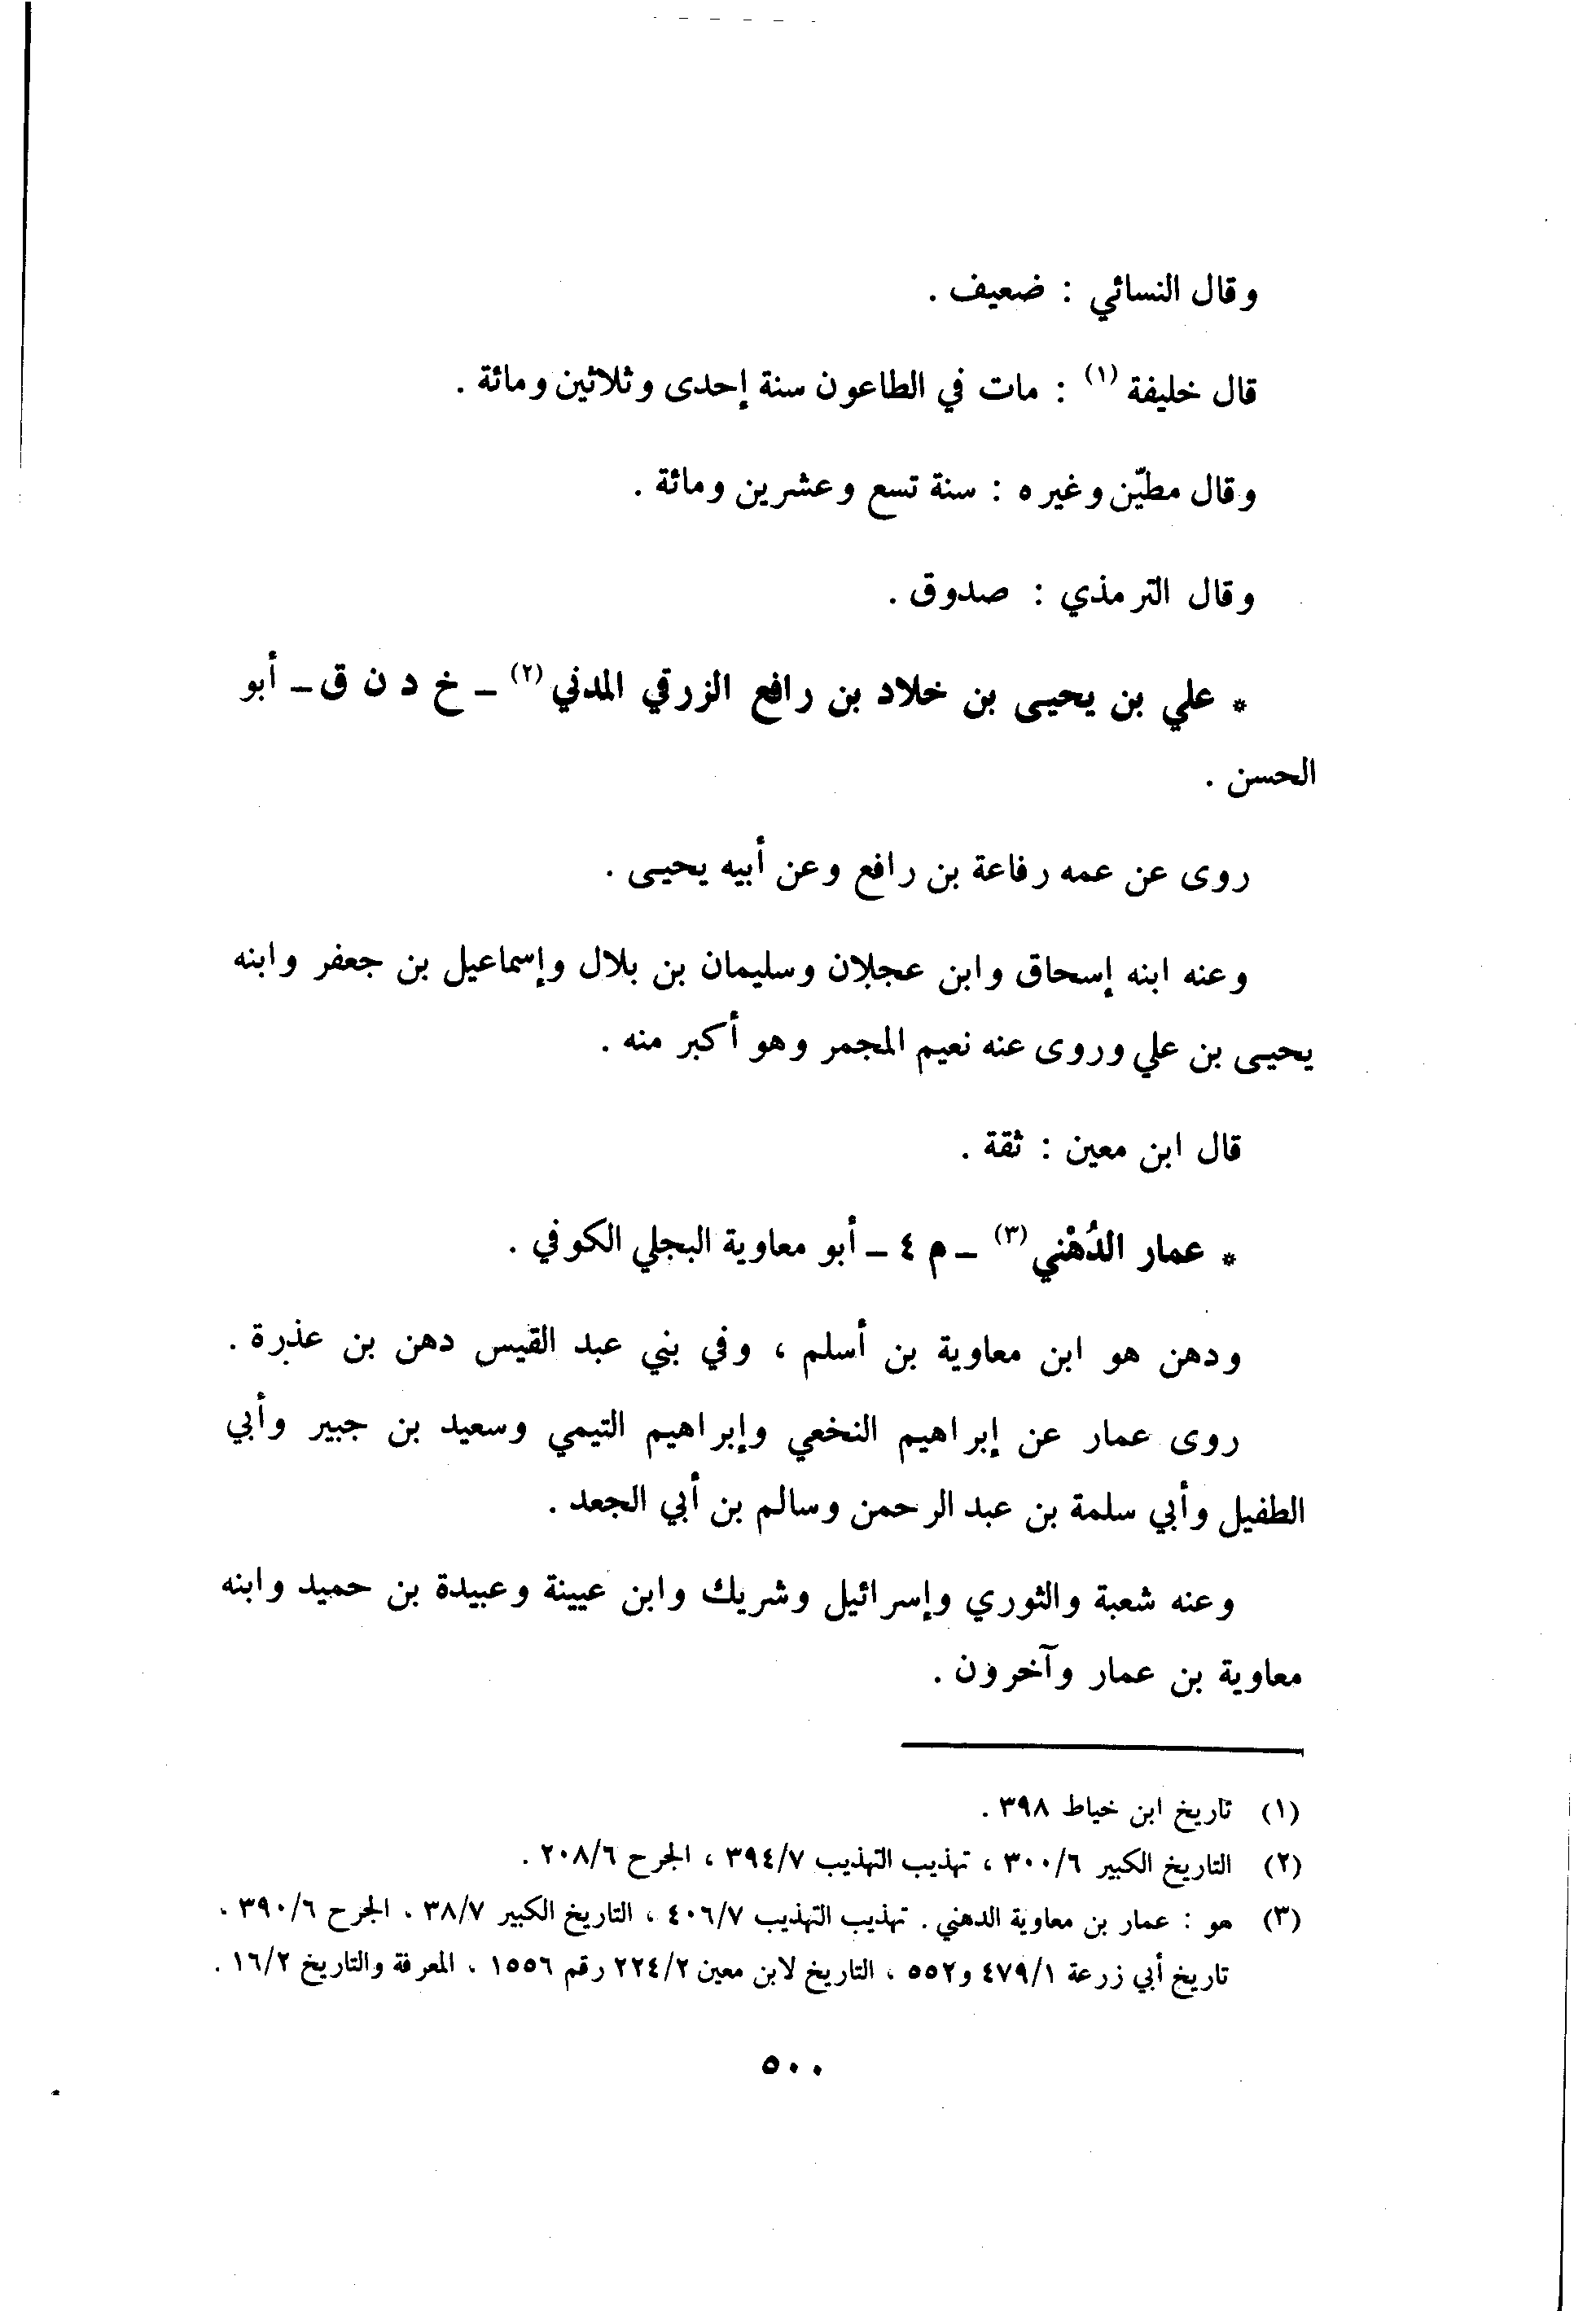 وقال النسائي : ضعيف .
قال خليفة (١) : مات في الطاعون سنة إحدى وثلاثين ومائة .
وقال مطيّن وغيره : سنة تسع وعشرين ومائة .
وقال الترمذي : صدوق .
* علي بن يحيى بن خلاد بن رافع الزرقي المدني (٢) ــ خ د ن ق ــ أبو
الحسن .
روى عن عمه رفاعة بن رافع وعن أبيه يحيى .
وعنه ابنه إسحاق وابن عجلان وسليمان بن بلال وإسماعيل بن جعفر وابنه
يحيى بن علي وروى عنه نعيم المجمر وهو أكبر منه .
قال ابن معين : ثقة .
* عمار الدُهْني (٣) ــ م ٤ ــ أبو معاوية البجلي الكوفي .
ودهن هو ابن معاوية بن أسلم ، وفي بني عبد القيس دهن بن عذرة .
روى عمار عن إبراهيم النخعي وإبراهيم التيمي وسعيد بن جبير وأبي
الطفيل وأبي سلمة بن عبد الرحمن وسالم بن أبي الجعد .
وعنه شعبة والثوري وإسرائيل وشريك وابن عيينة وعبيدة بن حميد وابنه
معاوية بن عمار وآخرون .
(١) تاريخ ابن خياط ٣٩٨ .
(٢) التاريخ الكبير ٣٠٠/٦ ، تهذيب التهذيب ٣٩٤/٧ ، الجرح ٢٠٨/٦ .
(٣) هو : عمار بن معاوية الدهني . تهذيب التهذيب ٤٠٦/٧ ، التاريخ الكبير ٣٨/٧ ، الجرح ٣٩٠/٦ ،
تاريخ أبي زرعة ٤٧٩/١ و٥٥٢ ، التاريخ لابن معين ٢٢٤/٢ رقم ١٥٥٦ ، المعرفة والتاريخ ١٦/٢ .
٥٠٠